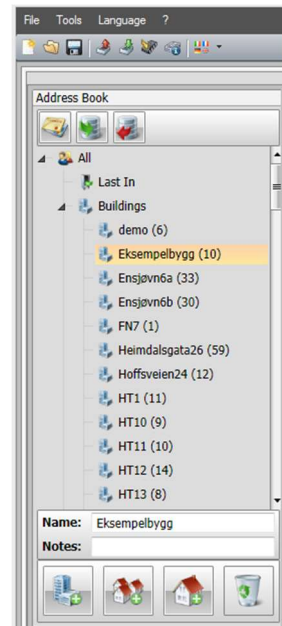 File Tools Language ?
Address Book
All
Last In
Buildings
demo (6)
Eksempelbygg (10)
Ensjøvn6a (33)
Ensjøvn6b (30)
FN7 (1)
Heimdalsgata26 (59)
Hoffsveien24 (12)
HT1 (11)
HT10 (9)
HT11 (10)
HT12 (14)
HT13 (8)
Name: Eksempelbygg
Notes: